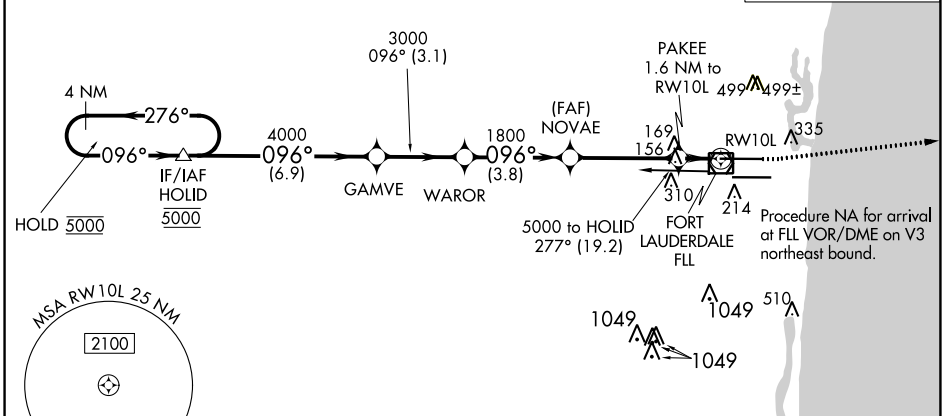 3000
096° (3.1)
4 NM
276°
096°
HOLD 5000
IF/IAF
HOLID
5000
4000
096°
(6.9)
GAMVE
WAROR
1800
096°
(3.8)
(FAF)
NOVAE
PAKEE
1.6 NM to
RW10L
499
499±
169
156
RW10L
335
310
214
5000 to HOLID
277° (19.2)
FORT
LAUDERDALE
FLL
Procedure NA for arrival
at FLL VOR/DME on V3
northeast bound.
1049
510
1049
1049
MSA RW10L 25 NM
2100